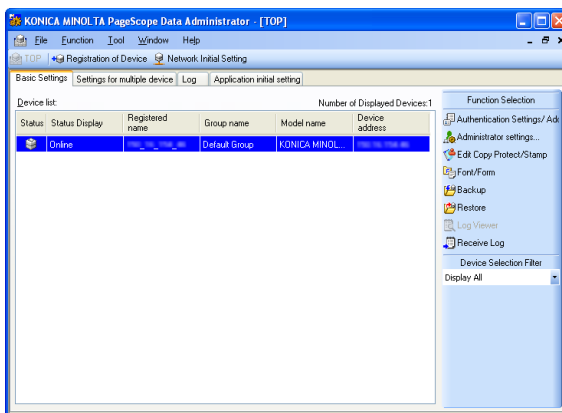 KONICA MINOLTA PageScope Data Administrator - [TOP]
File Function Tool Window Help
TOP Registration of Device Network Initial Setting
Basic Settings Settings for multiple device Log Application initial setting
Device list: Number of Displayed Devices:1
Status Status Display Registered name Group name Model name Device address
Online Default Group KONICA MINOL...
Function Selection
Authentication Settings/ Add
Administrator settings...
Edit Copy Protect/Stamp
Font/Form
Backup
Restore
Log Viewer
Receive Log
Device Selection Filter
Display All